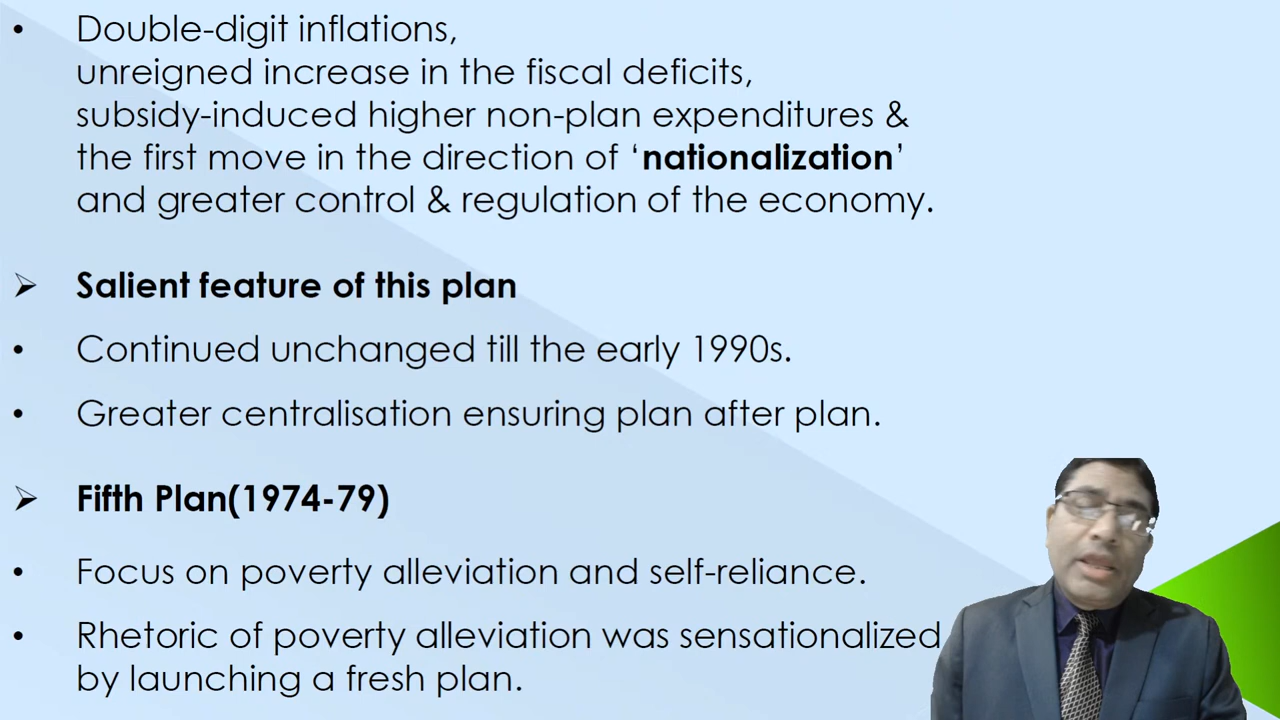 • Double-digit inflations,
unreigned increase in the fiscal deficits,
subsidy-induced higher non-plan expenditures &
the first move in the direction of ‘nationalization’
and greater control & regulation of the economy.
➢ Salient feature of this plan
• Continued unchanged till the early 1990s.
• Greater centralisation ensuring plan after plan.
➢ Fifth Plan(1974-79)
• Focus on poverty alleviation and self-reliance.
• Rhetoric of poverty alleviation was sensationalized
by launching a fresh plan.